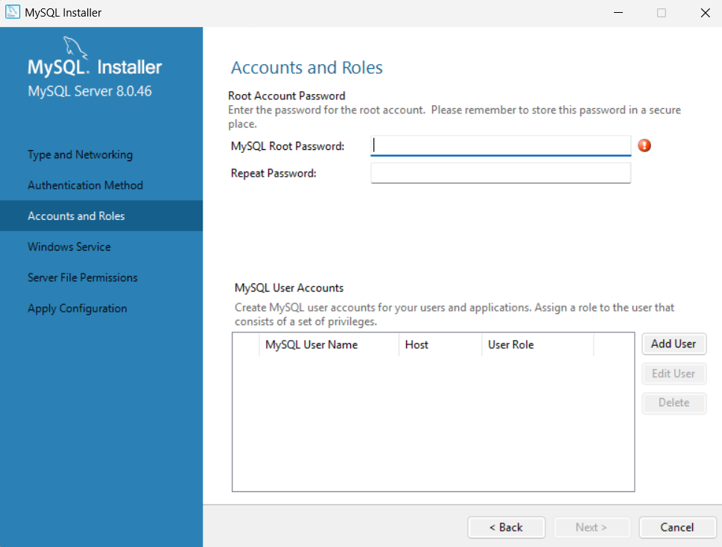 MySQL Installer
MySQL. Installer
MySQL Server 8.0.46
Type and Networking
Authentication Method
Accounts and Roles
Windows Service
Server File Permissions
Apply Configuration
Accounts and Roles
Root Account Password
Enter the password for the root account.  Please remember to store this password in a secure
place.
MySQL Root Password:
Repeat Password:
MySQL User Accounts
Create MySQL user accounts for your users and applications. Assign a role to the user that
consists of a set of privileges.
MySQL User Name Host User Role
Add User
Edit User
Delete
< Back Next > Cancel